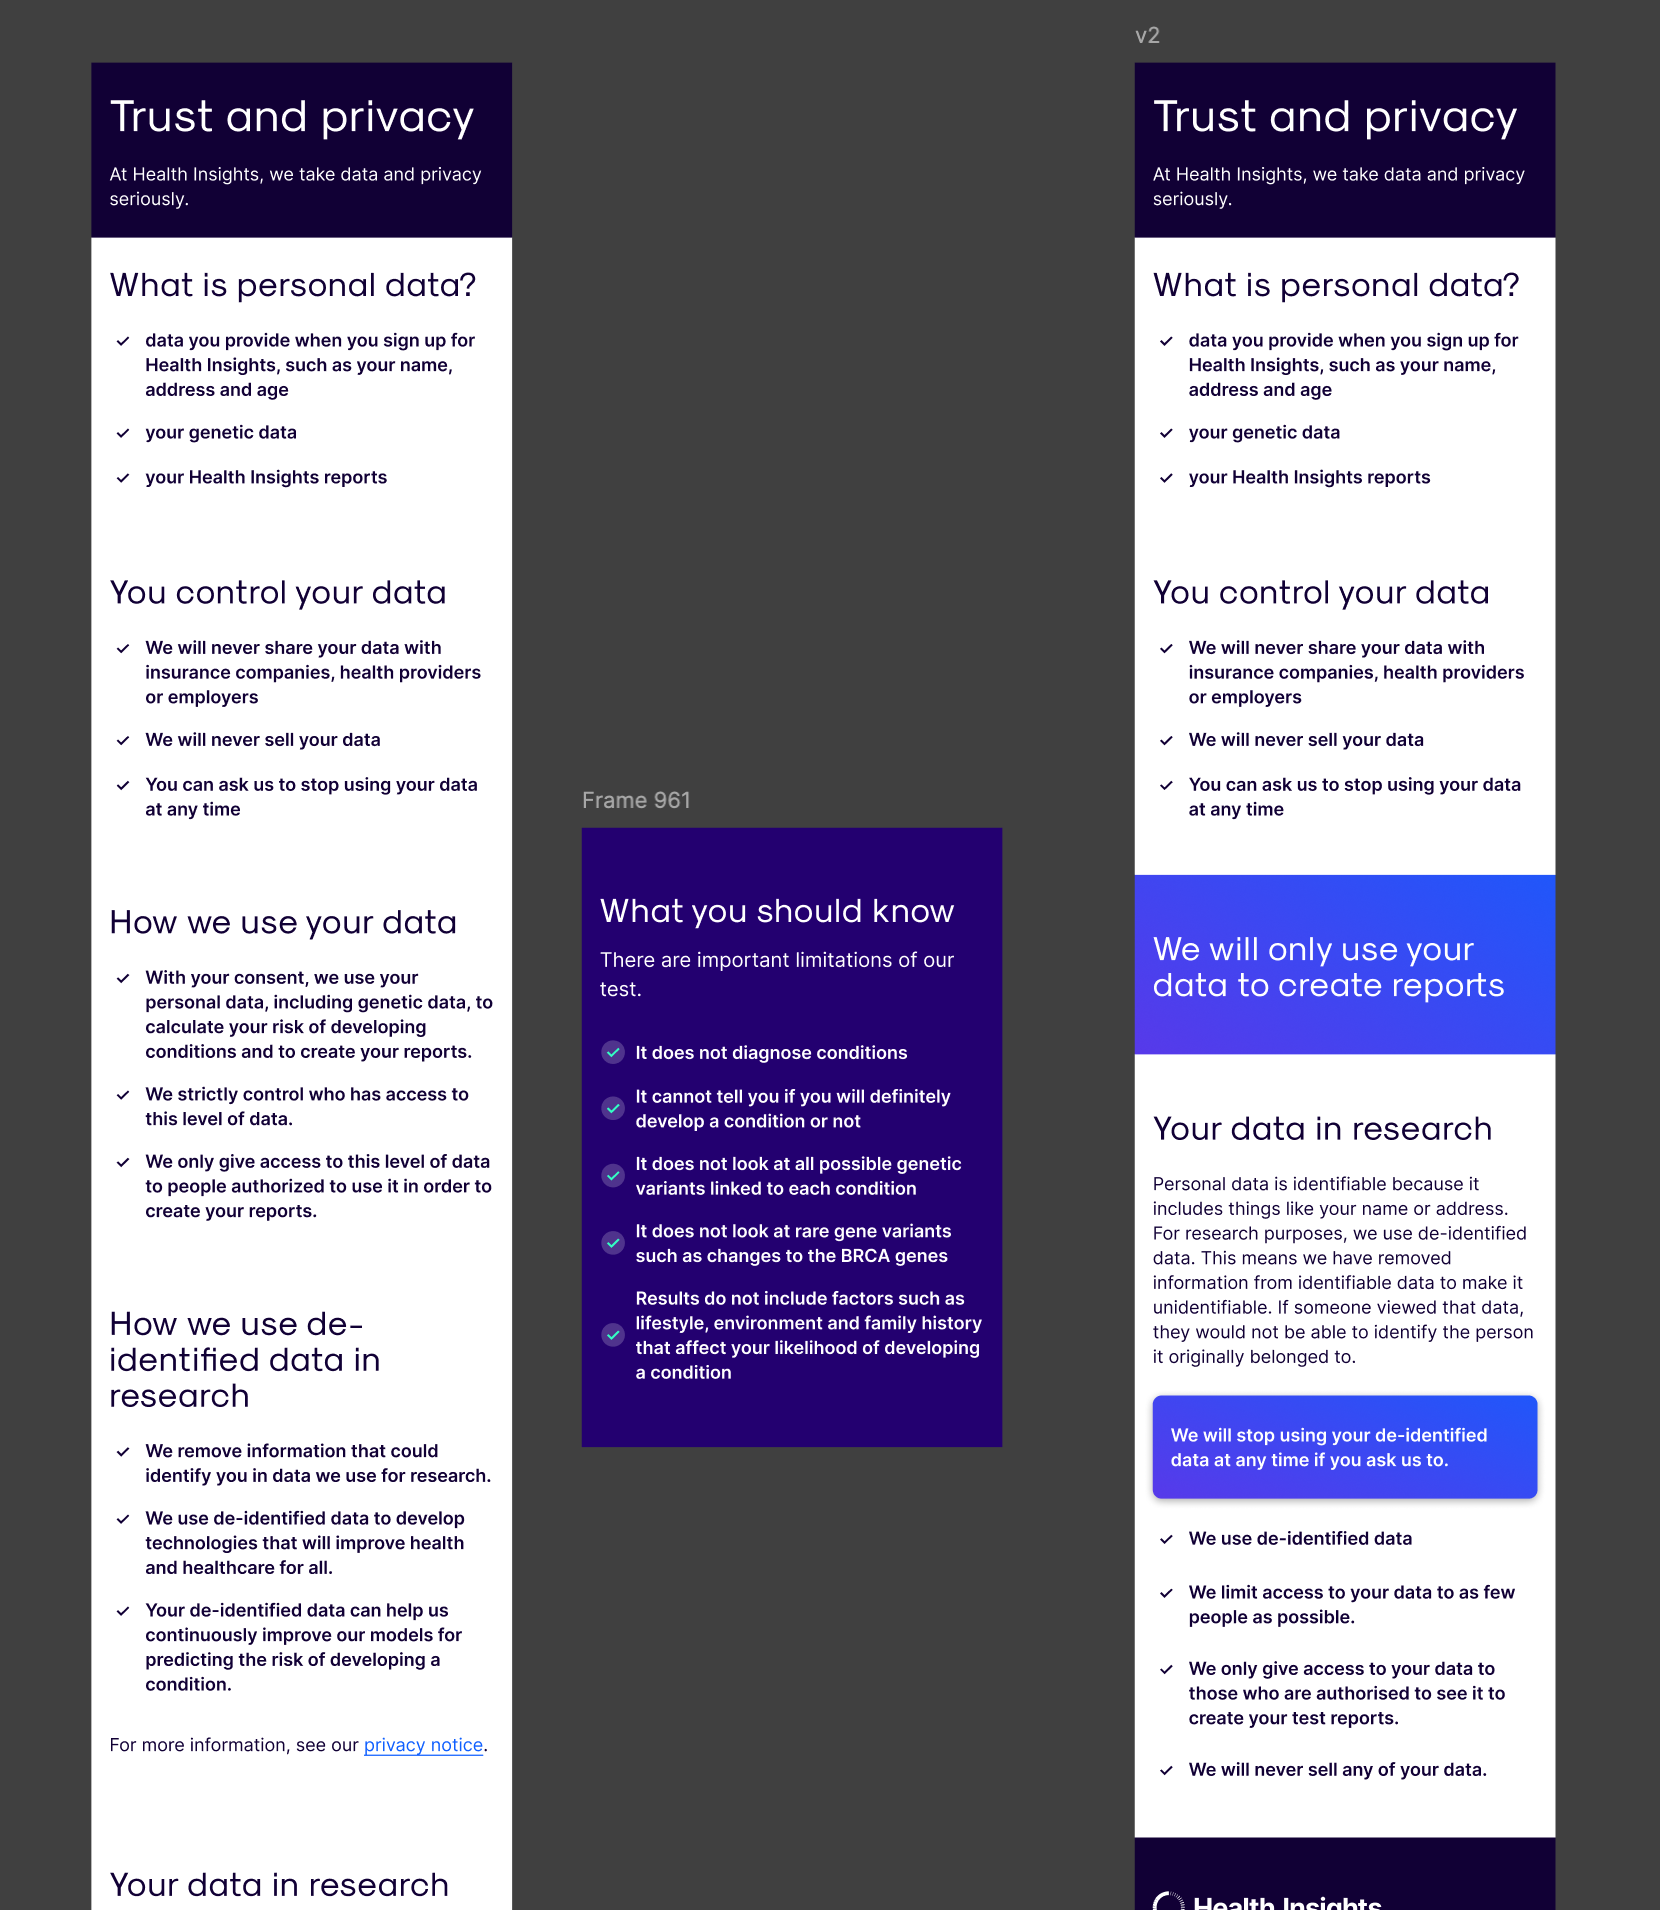 Trust and privacy
At Health Insights, we take data and privacy
seriously.
What is personal data?
data you provide when you sign up for
Health Insights, such as your name,
address and age
your genetic data
your Health Insights reports
You control your data
We will never share your data with
insurance companies, health providers
or employers
We will never sell your data
You can ask us to stop using your data
at any time
How we use your data
With your consent, we use your
personal data, including genetic data, to
calculate your risk of developing
conditions and to create your reports.
We strictly control who has access to
this level of data.
We only give access to this level of data
to people authorized to use it in order to
create your reports.
How we use de-
identified data in
research
We remove information that could
identify you in data we use for research.
We use de-identified data to develop
technologies that will improve health
and healthcare for all.
Your de-identified data can help us
continuously improve our models for
predicting the risk of developing a
condition.
For more information, see our privacy notice.
Your data in research
Frame 961
What you should know
There are important limitations of our
test.
It does not diagnose conditions
It cannot tell you if you will definitely
develop a condition or not
It does not look at all possible genetic
variants linked to each condition
It does not look at rare gene variants
such as changes to the BRCA genes
Results do not include factors such as
lifestyle, environment and family history
that affect your likelihood of developing
a condition
v2
Trust and privacy
At Health Insights, we take data and privacy
seriously.
What is personal data?
data you provide when you sign up for
Health Insights, such as your name,
address and age
your genetic data
your Health Insights reports
You control your data
We will never share your data with
insurance companies, health providers
or employers
We will never sell your data
You can ask us to stop using your data
at any time
We will only use your
data to create reports
Your data in research
Personal data is identifiable because it
includes things like your name or address.
For research purposes, we use de-identified
data. This means we have removed
information from identifiable data to make it
unidentifiable. If someone viewed that data,
they would not be able to identify the person
it originally belonged to.
We will stop using your de-identified
data at any time if you ask us to.
We use de-identified data
We limit access to your data to as few
people as possible.
We only give access to your data to
those who are authorised to see it to
create your test reports.
We will never sell any of your data.
Health Insights